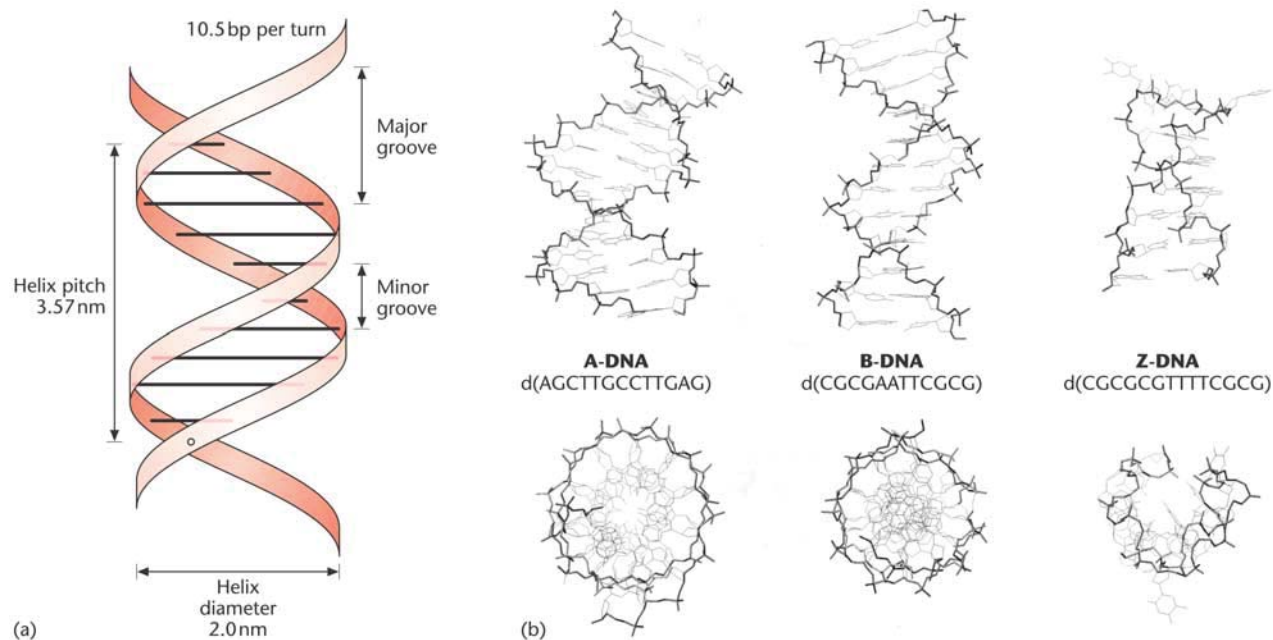 10.5 bp per turn
Major
groove
Helix pitch
3.57 nm
Minor
groove
Helix
diameter
2.0 nm
(a)
A-DNA
d(AGCTTGCCTTGAG)
B-DNA
d(CGCGAATTCGCG)
Z-DNA
d(CGCGCGTTTTCGCG)
(b)